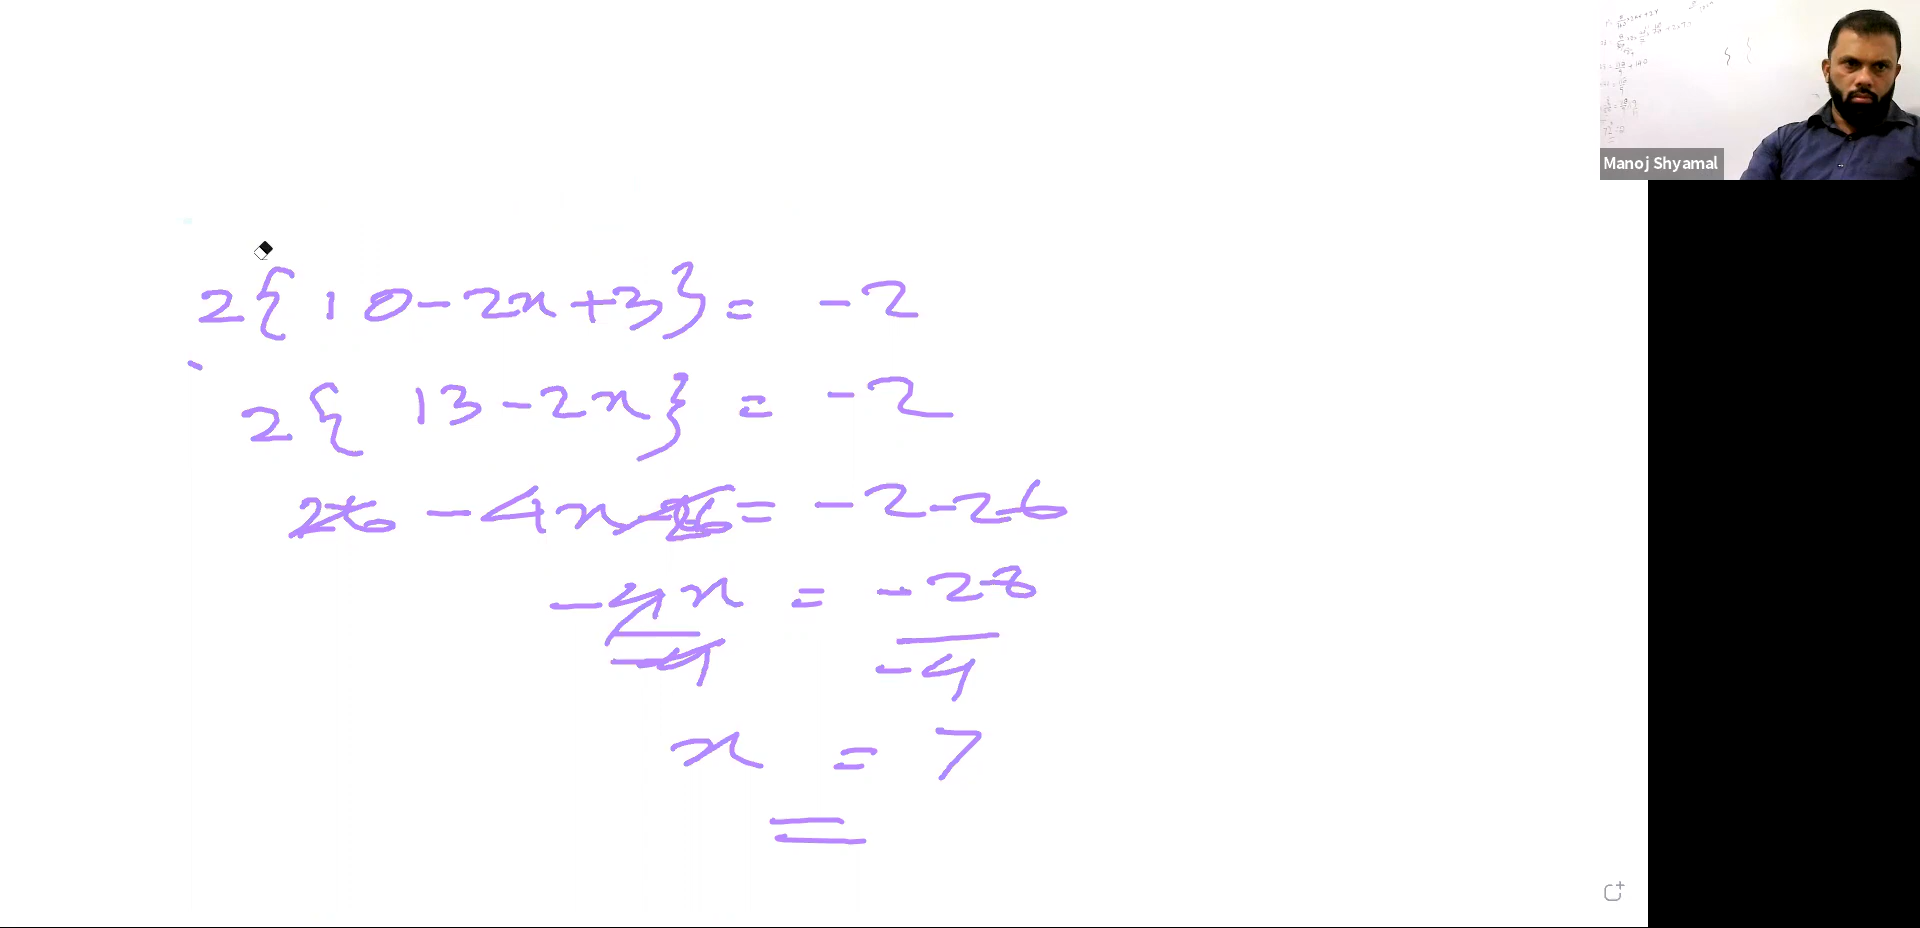 Manoj Shyamal
2{10-2x+3} = -2
2{ 13-2x} = -2
26 - 4x - 26 = -2-26
-4x = -28
-4 -4
x = 7